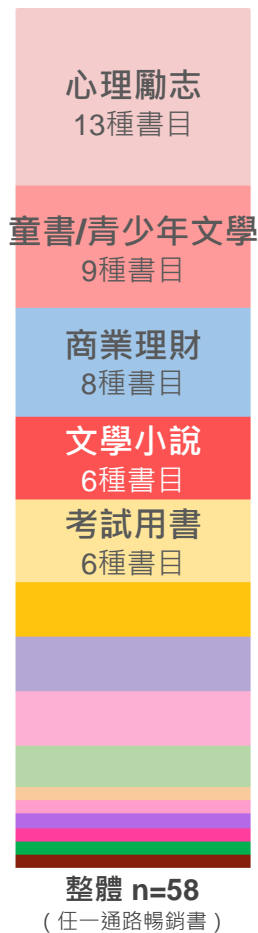 心理勵志
13種書目
童書/青少年文學
9種書目
商業理財
8種書目
文學小說
6種書目
考試用書
6種書目
整體 n=58
(任一通路暢銷書)